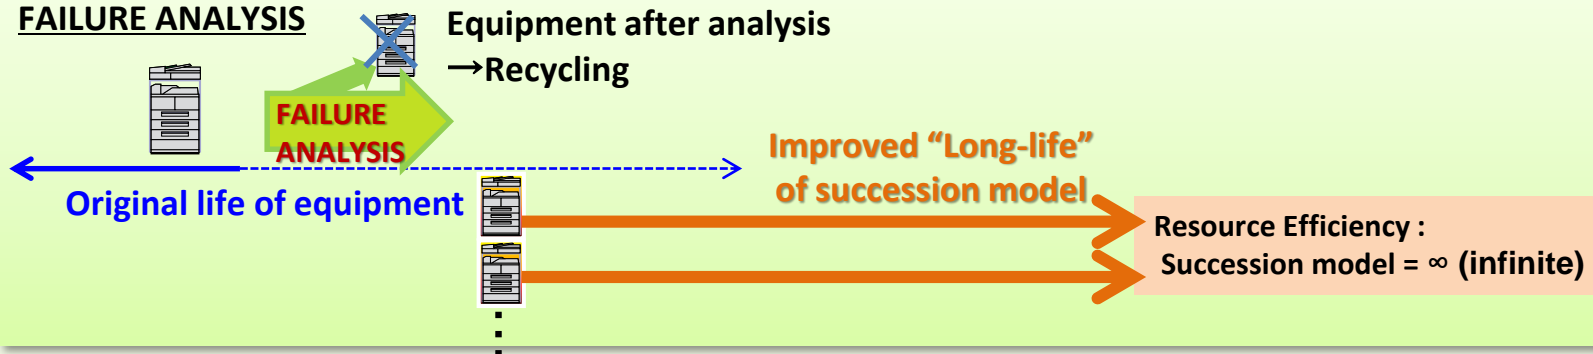 FAILURE ANALYSIS
Equipment after analysis
→Recycling
FAILURE
ANALYSIS
Improved “Long-life”
of succession model
Original life of equipment
Resource Efficiency :
Succession model = ∞ (infinite)